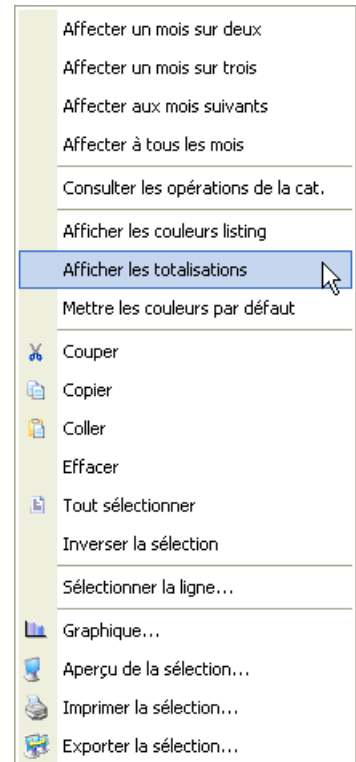 Affecter un mois sur deux
Affecter un mois sur trois
Affecter aux mois suivants
Affecter à tous les mois
Consulter les opérations de la cat.
Afficher les couleurs listing
Afficher les totalisations
Mettre les couleurs par défaut
Couper
Copier
Coller
Effacer
Tout sélectionner
Inverser la sélection
Sélectionner la ligne...
Graphique...
Aperçu de la sélection...
Imprimer la sélection...
Exporter la sélection...